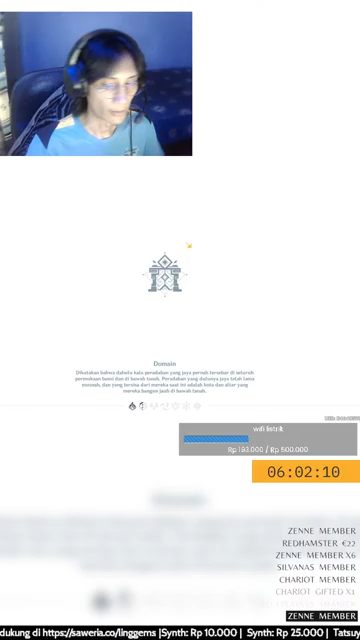 Domain
Dikatakan bahwa dahulu kala peradaban yang jaya pernah tersebar di seluruh
permukaan bumi dan di bawah tanah. Peradaban yang dulunya jaya telah lama
musnah, dan yang tersisa dari mereka saat ini adalah kota dan altar yang
mereka bangun jauh di bawah tanah.
wifi listrik
Rp 193.000 / Rp 500.000
06:02:10
ZENNE MEMBER
REDHAMSTER €22
ZENNE MEMBER X6
SILVANAS MEMBER
CHARIOT MEMBER
CHARIOT GIFTED X1
ZENNE MEMBER
dukung di https://saweria.co/linggems |Synth: Rp 10.000 | Synth: Rp 25.000 | Tatsu